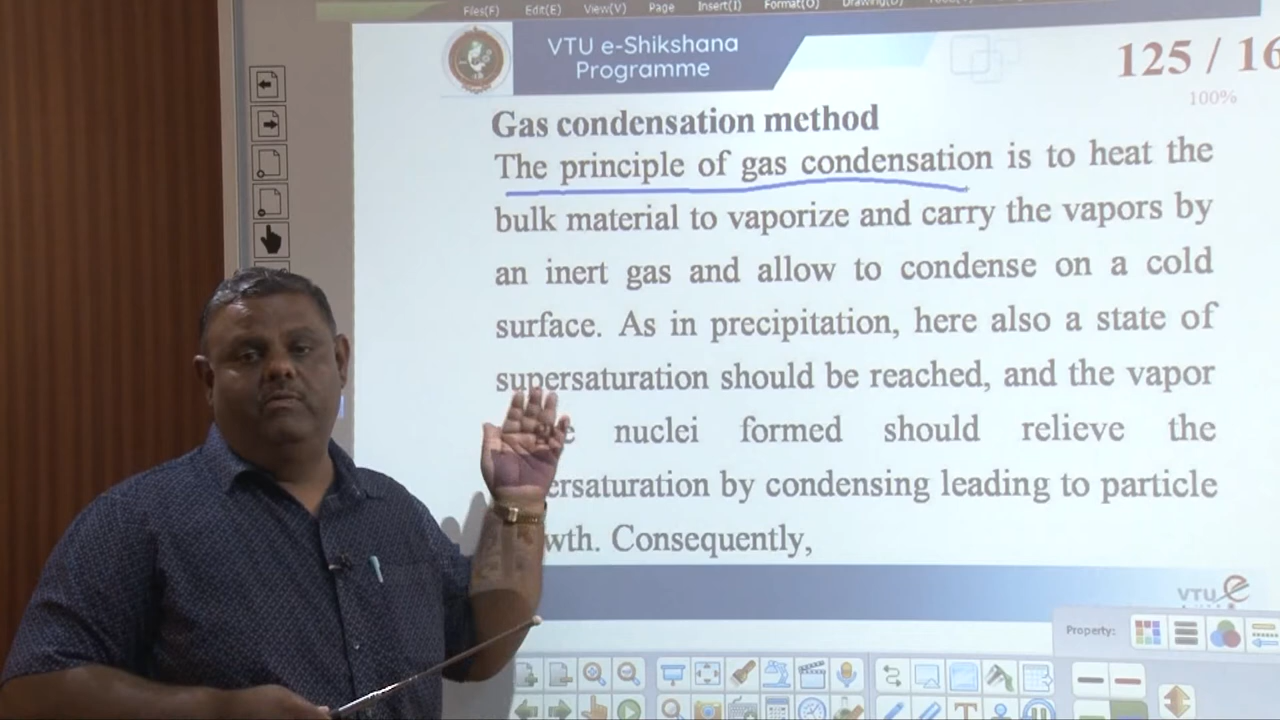 Files(F) Edit(E) View(V) Page Insert(I) Format(O) Drawing(D)
VTU e-Shikshana
Programme
125 / 16
100%
Gas condensation method
The principle of gas condensation is to heat the
bulk material to vaporize and carry the vapors by
an inert gas and allow to condense on a cold
surface. As in precipitation, here also a state of
supersaturation should be reached, and the vapor
nuclei formed should relieve the
ersaturation by condensing leading to particle
wth. Consequently,
VTU e
Property: